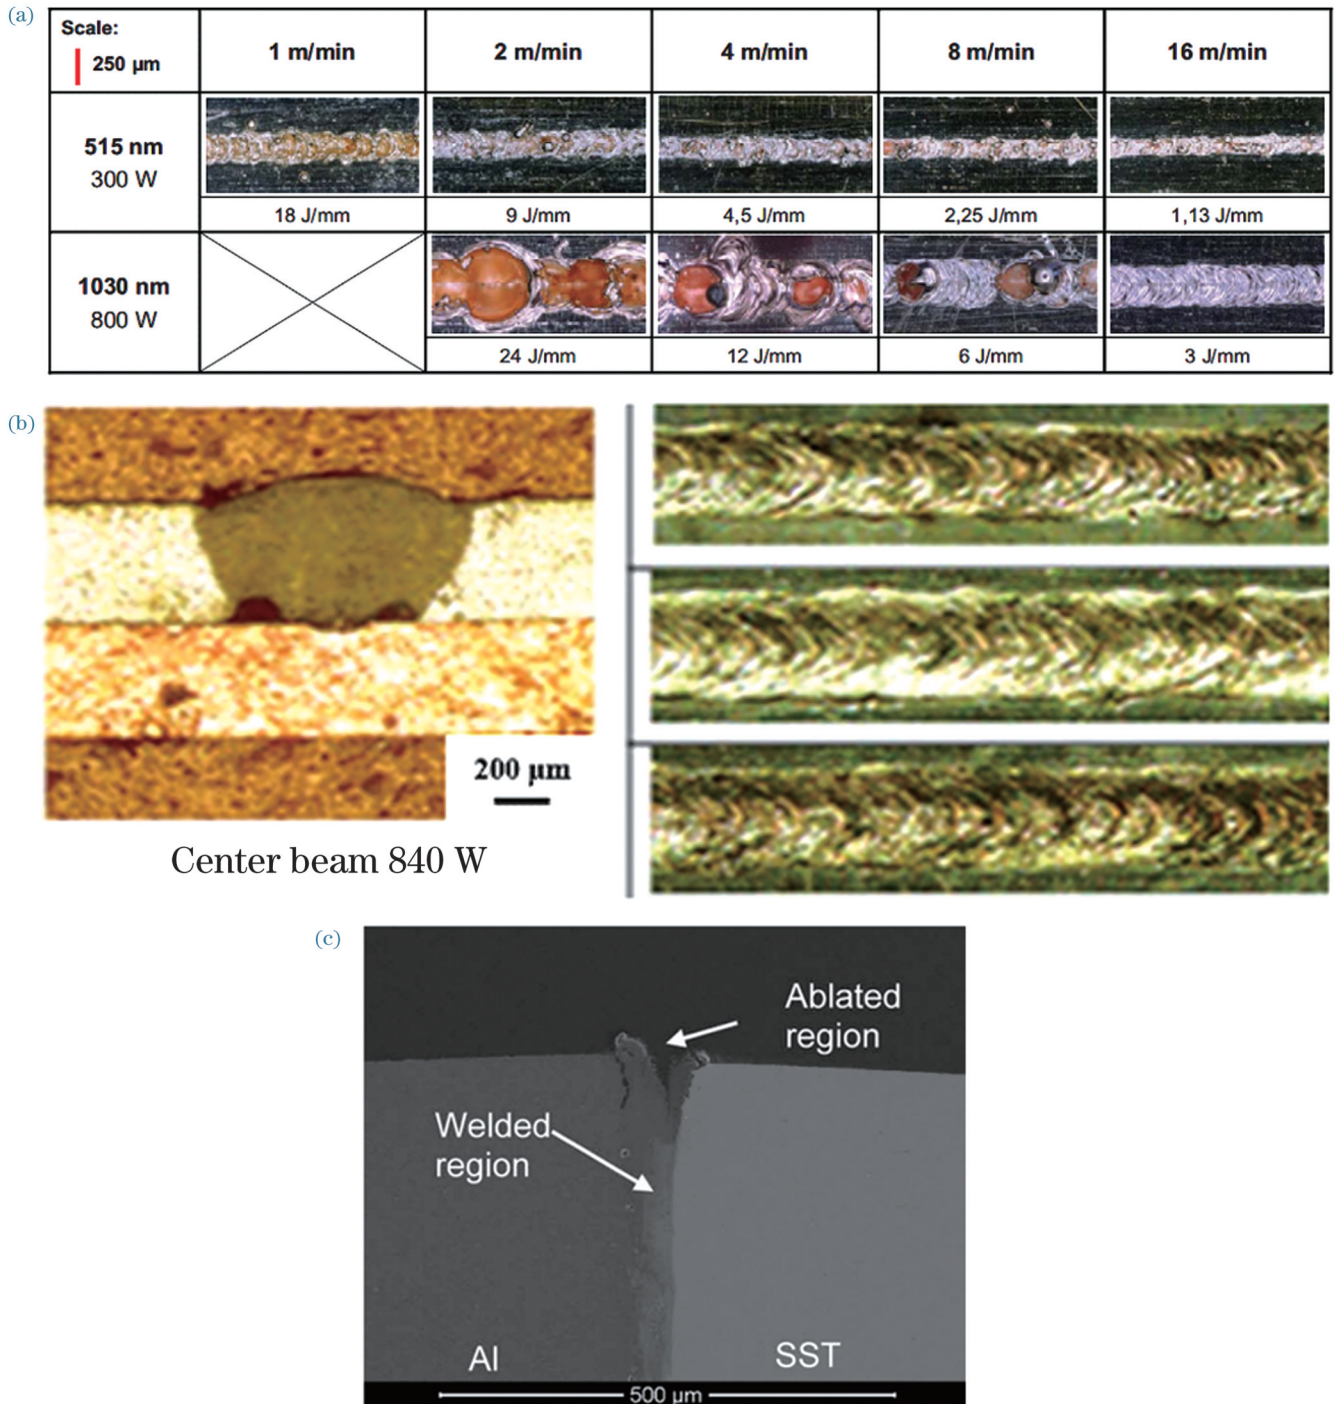 (a)
Scale:
250 μm
1 m/min
2 m/min
4 m/min
8 m/min
16 m/min
515 nm
300 W
18 J/mm
9 J/mm
4,5 J/mm
2,25 J/mm
1,13 J/mm
1030 nm
800 W
24 J/mm
12 J/mm
6 J/mm
3 J/mm
(b)
200 μm
Center beam 840 W
(c)
Ablated
region
Welded
region
Al
SST
500 μm